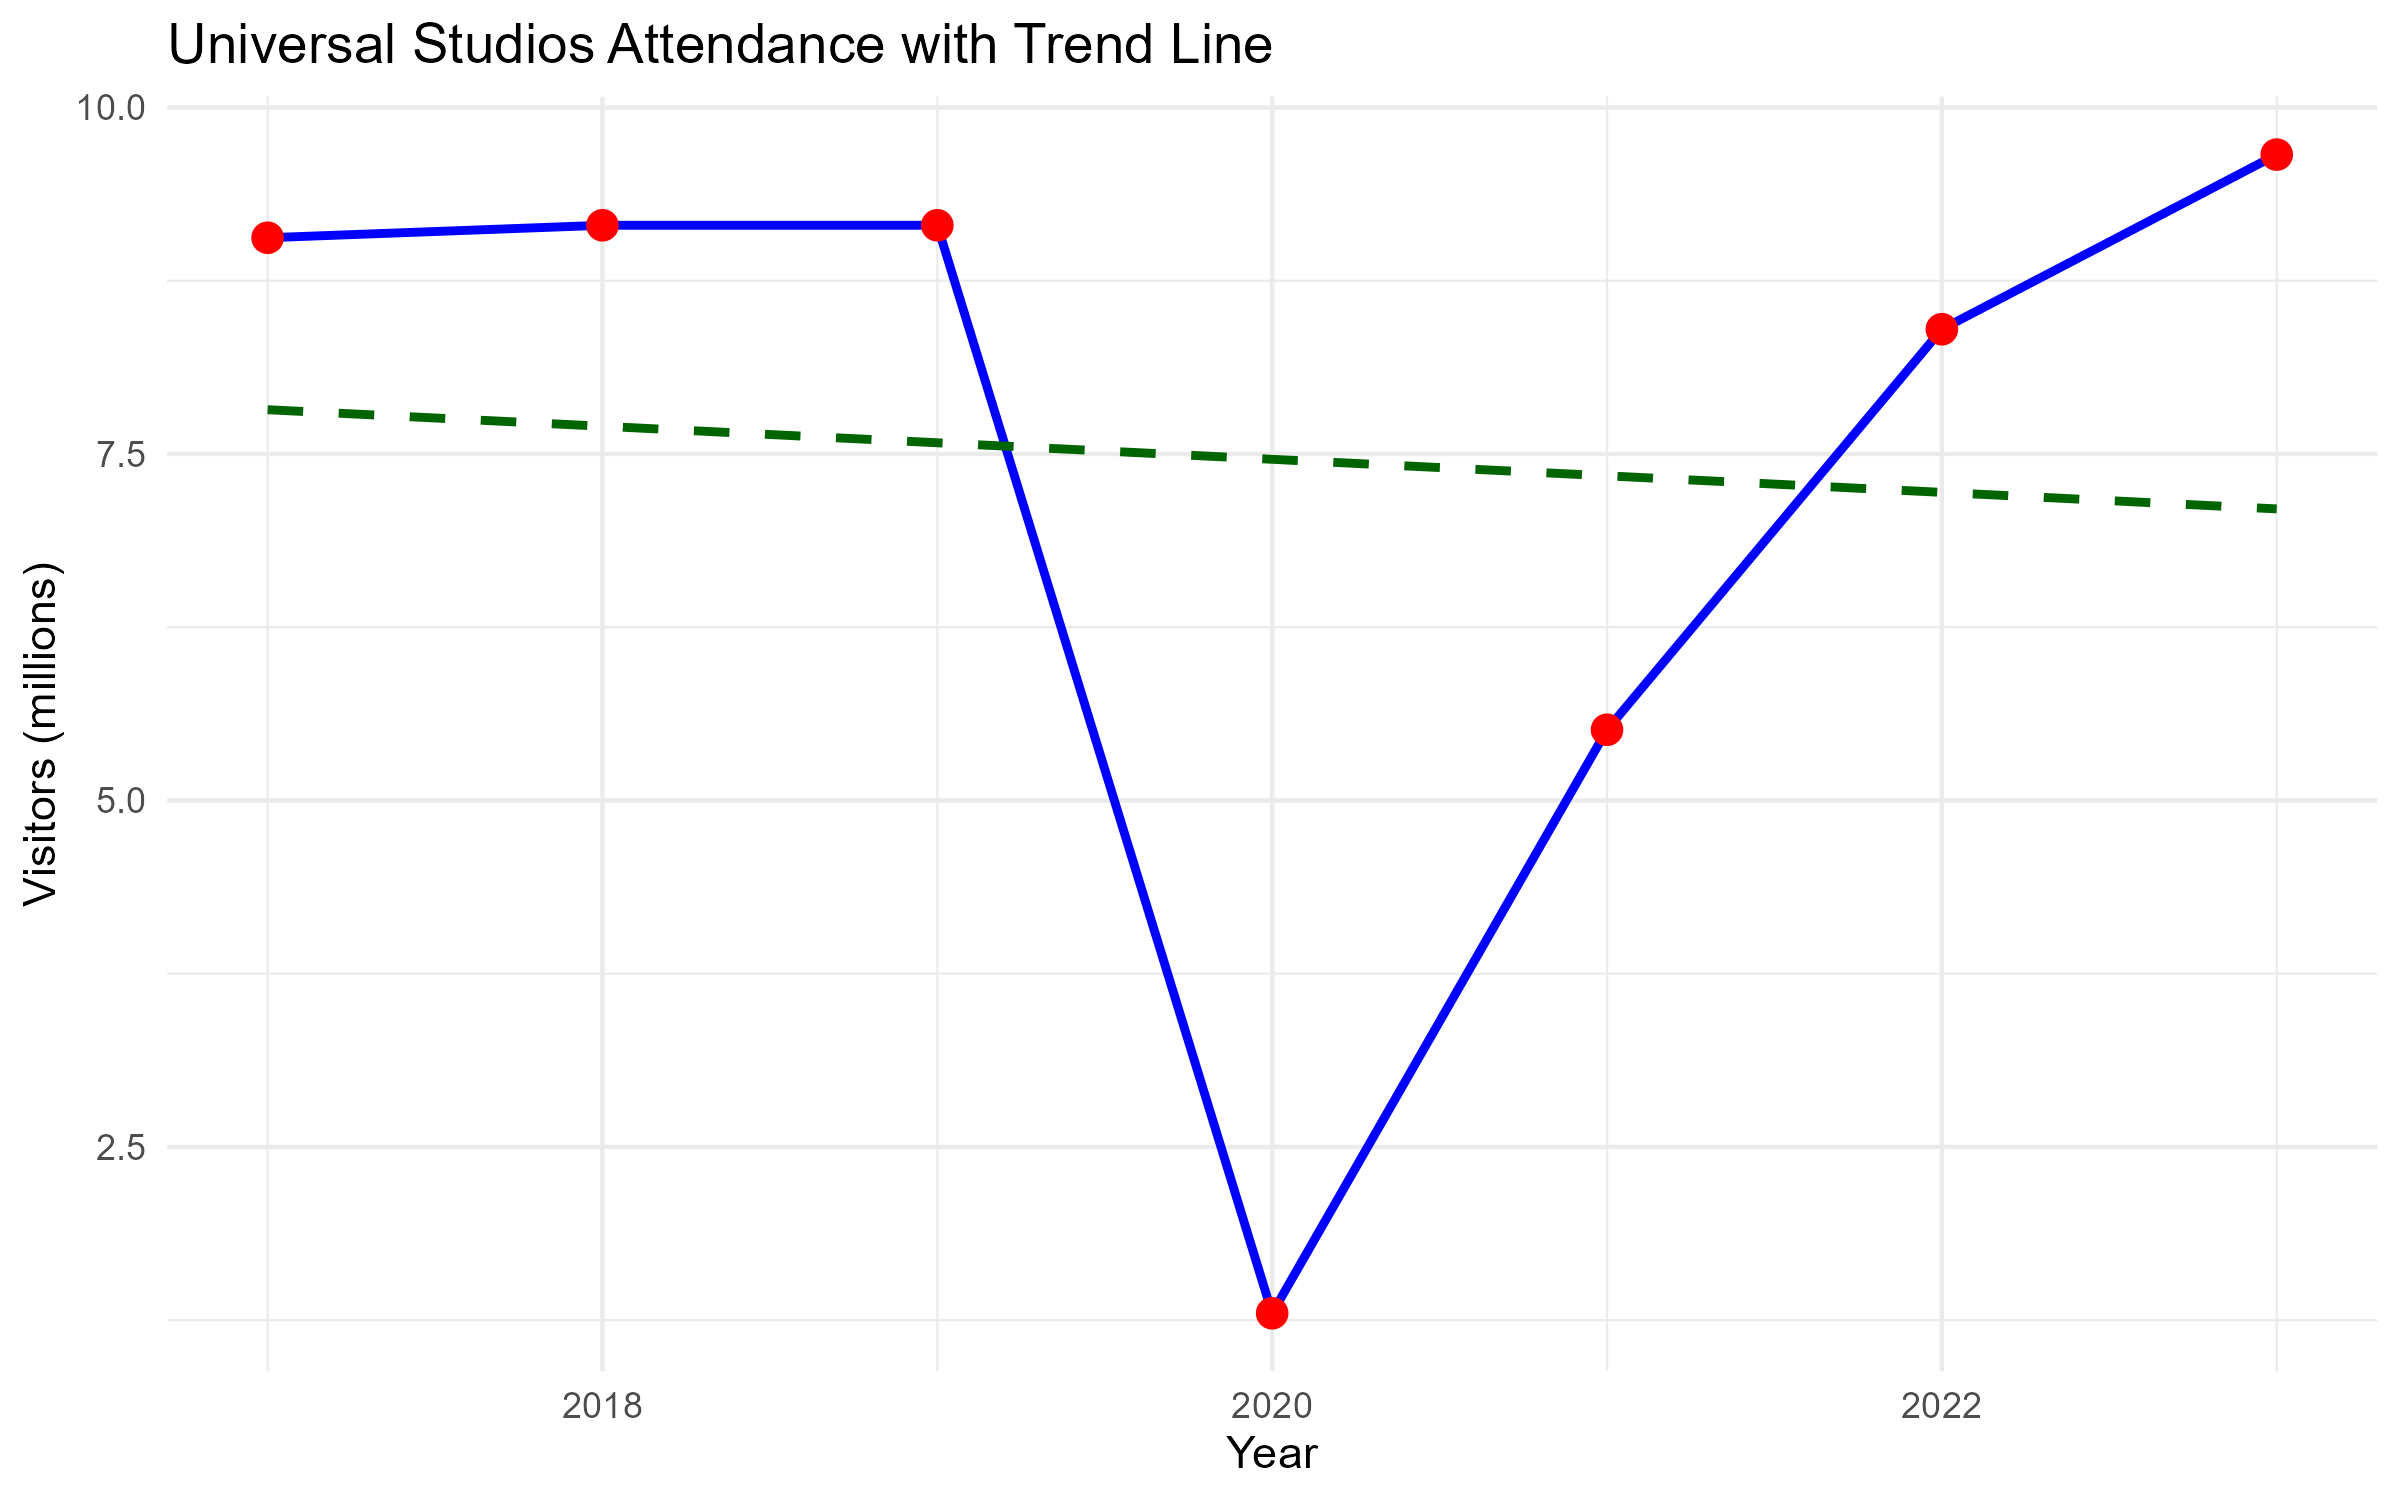 Universal Studios Attendance with Trend Line
10.0
7.5
5.0
2.5
Visitors (millions)
2018
2020
2022
Year